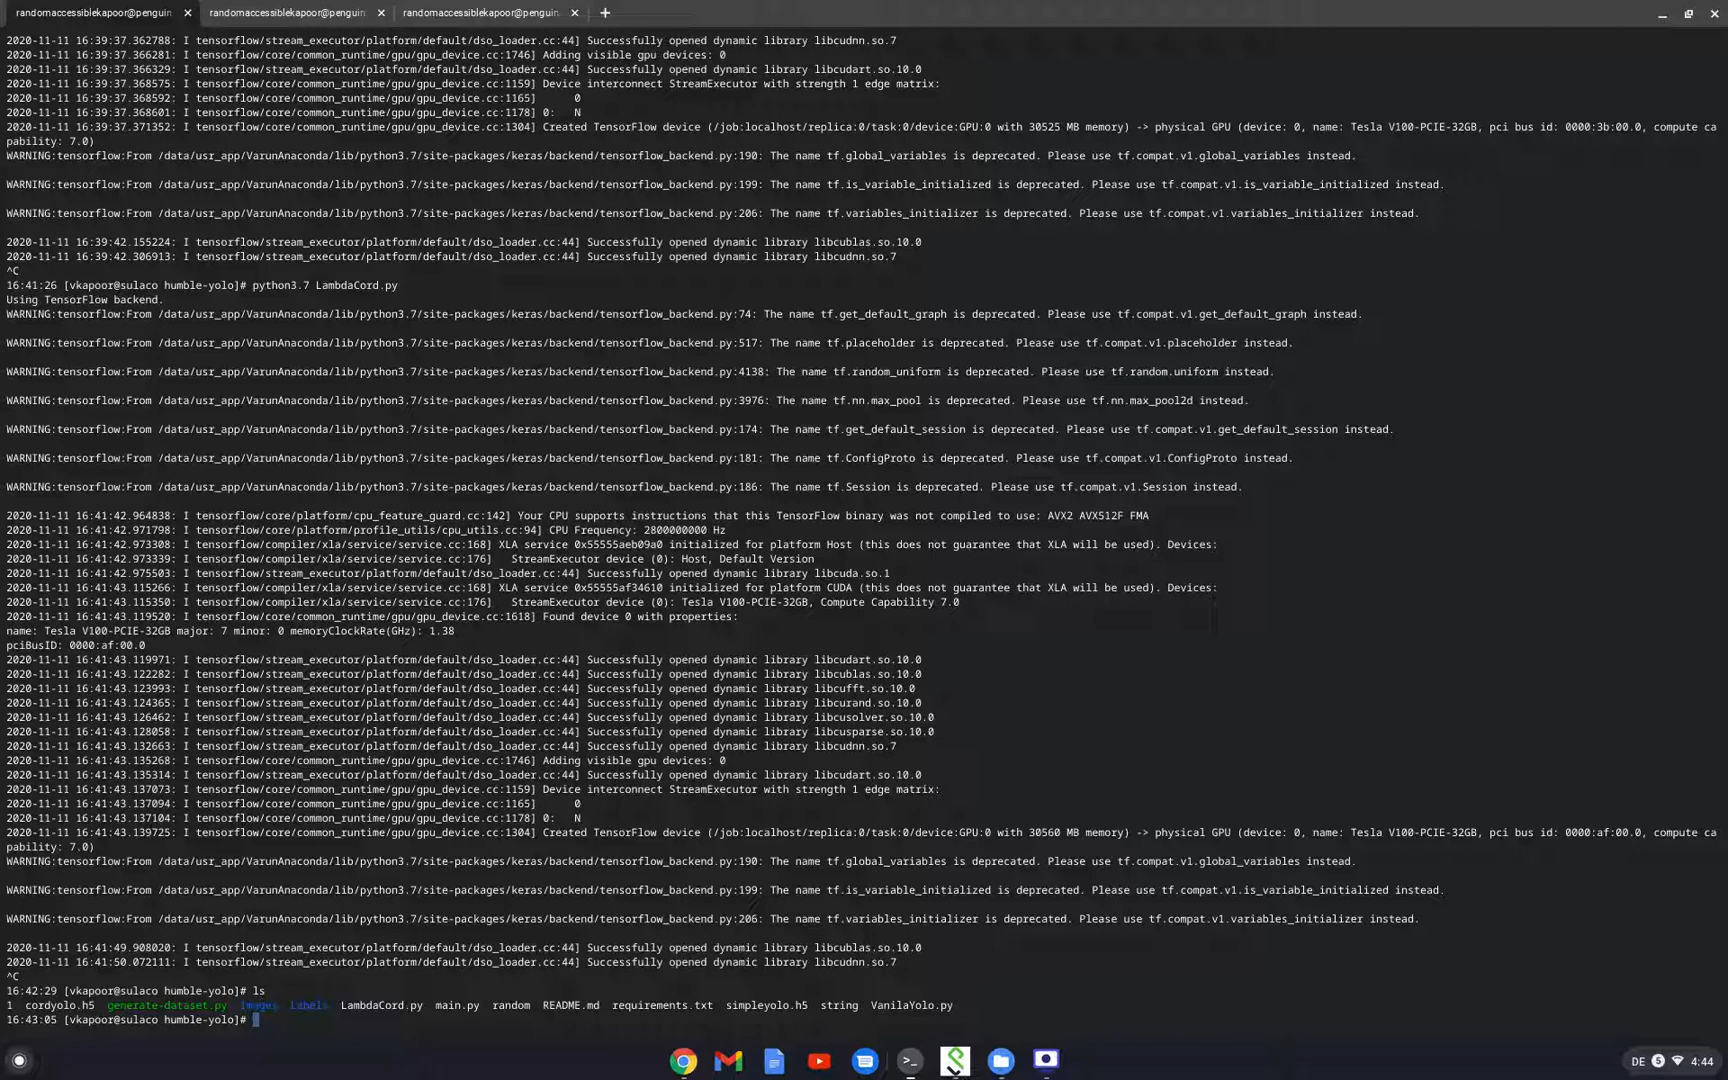 randomaccessiblekapoor@penguin × randomaccessiblekapoor@penguin × randomaccessiblekapoor@penguin × +
2020-11-11 16:39:37.362788: I tensorflow/stream_executor/platform/default/dso_loader.cc:44] Successfully opened dynamic library libcudnn.so.7
2020-11-11 16:39:37.366281: I tensorflow/core/common_runtime/gpu/gpu_device.cc:1746] Adding visible gpu devices: 0
2020-11-11 16:39:37.366329: I tensorflow/stream_executor/platform/default/dso_loader.cc:44] Successfully opened dynamic library libcudart.so.10.0
2020-11-11 16:39:37.368575: I tensorflow/core/common_runtime/gpu/gpu_device.cc:1159] Device interconnect StreamExecutor with strength 1 edge matrix:
2020-11-11 16:39:37.368592: I tensorflow/core/common_runtime/gpu/gpu_device.cc:1165]      0
2020-11-11 16:39:37.368601: I tensorflow/core/common_runtime/gpu/gpu_device.cc:1178] 0:   N
2020-11-11 16:39:37.371352: I tensorflow/core/common_runtime/gpu/gpu_device.cc:1304] Created TensorFlow device (/job:localhost/replica:0/task:0/device:GPU:0 with 30525 MB memory) -> physical GPU (device: 0, name: Tesla V100-PCIE-32GB, pci bus id: 0000:3b:00.0, compute ca
pability: 7.0)
WARNING:tensorflow:From /data/usr_app/VarunAnaconda/lib/python3.7/site-packages/keras/backend/tensorflow_backend.py:190: The name tf.global_variables is deprecated. Please use tf.compat.v1.global_variables instead.
WARNING:tensorflow:From /data/usr_app/VarunAnaconda/lib/python3.7/site-packages/keras/backend/tensorflow_backend.py:199: The name tf.is_variable_initialized is deprecated. Please use tf.compat.v1.is_variable_initialized instead.
WARNING:tensorflow:From /data/usr_app/VarunAnaconda/lib/python3.7/site-packages/keras/backend/tensorflow_backend.py:206: The name tf.variables_initializer is deprecated. Please use tf.compat.v1.variables_initializer instead.
2020-11-11 16:39:42.155224: I tensorflow/stream_executor/platform/default/dso_loader.cc:44] Successfully opened dynamic library libcublas.so.10.0
2020-11-11 16:39:42.306913: I tensorflow/stream_executor/platform/default/dso_loader.cc:44] Successfully opened dynamic library libcudnn.so.7
^C
16:41:26 [vkapoor@sulaco humble-yolo]# python3.7 LambdaCord.py
Using TensorFlow backend.
WARNING:tensorflow:From /data/usr_app/VarunAnaconda/lib/python3.7/site-packages/keras/backend/tensorflow_backend.py:74: The name tf.get_default_graph is deprecated. Please use tf.compat.v1.get_default_graph instead.
WARNING:tensorflow:From /data/usr_app/VarunAnaconda/lib/python3.7/site-packages/keras/backend/tensorflow_backend.py:517: The name tf.placeholder is deprecated. Please use tf.compat.v1.placeholder instead.
WARNING:tensorflow:From /data/usr_app/VarunAnaconda/lib/python3.7/site-packages/keras/backend/tensorflow_backend.py:4138: The name tf.random_uniform is deprecated. Please use tf.random.uniform instead.
WARNING:tensorflow:From /data/usr_app/VarunAnaconda/lib/python3.7/site-packages/keras/backend/tensorflow_backend.py:3976: The name tf.nn.max_pool is deprecated. Please use tf.nn.max_pool2d instead.
WARNING:tensorflow:From /data/usr_app/VarunAnaconda/lib/python3.7/site-packages/keras/backend/tensorflow_backend.py:174: The name tf.get_default_session is deprecated. Please use tf.compat.v1.get_default_session instead.
WARNING:tensorflow:From /data/usr_app/VarunAnaconda/lib/python3.7/site-packages/keras/backend/tensorflow_backend.py:181: The name tf.ConfigProto is deprecated. Please use tf.compat.v1.ConfigProto instead.
WARNING:tensorflow:From /data/usr_app/VarunAnaconda/lib/python3.7/site-packages/keras/backend/tensorflow_backend.py:186: The name tf.Session is deprecated. Please use tf.compat.v1.Session instead.
2020-11-11 16:41:42.964838: I tensorflow/core/platform/cpu_feature_guard.cc:142] Your CPU supports instructions that this TensorFlow binary was not compiled to use: AVX2 AVX512F FMA
2020-11-11 16:41:42.971798: I tensorflow/core/platform/profile_utils/cpu_utils.cc:94] CPU Frequency: 2800000000 Hz
2020-11-11 16:41:42.973308: I tensorflow/compiler/xla/service/service.cc:168] XLA service 0x55555aeb09a0 initialized for platform Host (this does not guarantee that XLA will be used). Devices:
2020-11-11 16:41:42.973339: I tensorflow/compiler/xla/service/service.cc:176]   StreamExecutor device (0): Host, Default Version
2020-11-11 16:41:42.975503: I tensorflow/stream_executor/platform/default/dso_loader.cc:44] Successfully opened dynamic library libcuda.so.1
2020-11-11 16:41:43.115266: I tensorflow/compiler/xla/service/service.cc:168] XLA service 0x55555af34610 initialized for platform CUDA (this does not guarantee that XLA will be used). Devices:
2020-11-11 16:41:43.115350: I tensorflow/compiler/xla/service/service.cc:176]   StreamExecutor device (0): Tesla V100-PCIE-32GB, Compute Capability 7.0
2020-11-11 16:41:43.119520: I tensorflow/core/common_runtime/gpu/gpu_device.cc:1618] Found device 0 with properties:
name: Tesla V100-PCIE-32GB major: 7 minor: 0 memoryClockRate(GHz): 1.38
pciBusID: 0000:af:00.0
2020-11-11 16:41:43.119971: I tensorflow/stream_executor/platform/default/dso_loader.cc:44] Successfully opened dynamic library libcudart.so.10.0
2020-11-11 16:41:43.122282: I tensorflow/stream_executor/platform/default/dso_loader.cc:44] Successfully opened dynamic library libcublas.so.10.0
2020-11-11 16:41:43.123993: I tensorflow/stream_executor/platform/default/dso_loader.cc:44] Successfully opened dynamic library libcufft.so.10.0
2020-11-11 16:41:43.124365: I tensorflow/stream_executor/platform/default/dso_loader.cc:44] Successfully opened dynamic library libcurand.so.10.0
2020-11-11 16:41:43.126462: I tensorflow/stream_executor/platform/default/dso_loader.cc:44] Successfully opened dynamic library libcusolver.so.10.0
2020-11-11 16:41:43.128058: I tensorflow/stream_executor/platform/default/dso_loader.cc:44] Successfully opened dynamic library libcusparse.so.10.0
2020-11-11 16:41:43.132663: I tensorflow/stream_executor/platform/default/dso_loader.cc:44] Successfully opened dynamic library libcudnn.so.7
2020-11-11 16:41:43.135268: I tensorflow/core/common_runtime/gpu/gpu_device.cc:1746] Adding visible gpu devices: 0
2020-11-11 16:41:43.135314: I tensorflow/stream_executor/platform/default/dso_loader.cc:44] Successfully opened dynamic library libcudart.so.10.0
2020-11-11 16:41:43.137073: I tensorflow/core/common_runtime/gpu/gpu_device.cc:1159] Device interconnect StreamExecutor with strength 1 edge matrix:
2020-11-11 16:41:43.137094: I tensorflow/core/common_runtime/gpu/gpu_device.cc:1165]      0
2020-11-11 16:41:43.137104: I tensorflow/core/common_runtime/gpu/gpu_device.cc:1178] 0:   N
2020-11-11 16:41:43.139725: I tensorflow/core/common_runtime/gpu/gpu_device.cc:1304] Created TensorFlow device (/job:localhost/replica:0/task:0/device:GPU:0 with 30560 MB memory) -> physical GPU (device: 0, name: Tesla V100-PCIE-32GB, pci bus id: 0000:af:00.0, compute ca
pability: 7.0)
WARNING:tensorflow:From /data/usr_app/VarunAnaconda/lib/python3.7/site-packages/keras/backend/tensorflow_backend.py:190: The name tf.global_variables is deprecated. Please use tf.compat.v1.global_variables instead.
WARNING:tensorflow:From /data/usr_app/VarunAnaconda/lib/python3.7/site-packages/keras/backend/tensorflow_backend.py:199: The name tf.is_variable_initialized is deprecated. Please use tf.compat.v1.is_variable_initialized instead.
WARNING:tensorflow:From /data/usr_app/VarunAnaconda/lib/python3.7/site-packages/keras/backend/tensorflow_backend.py:206: The name tf.variables_initializer is deprecated. Please use tf.compat.v1.variables_initializer instead.
2020-11-11 16:41:49.908020: I tensorflow/stream_executor/platform/default/dso_loader.cc:44] Successfully opened dynamic library libcublas.so.10.0
2020-11-11 16:41:50.072111: I tensorflow/stream_executor/platform/default/dso_loader.cc:44] Successfully opened dynamic library libcudnn.so.7
^C
16:42:29 [vkapoor@sulaco humble-yolo]# ls
1  cordyolo.h5  generate-dataset.py  Images  Labels  LambdaCord.py  main.py  random  README.md  requirements.txt  simpleyolo.h5  string  VanilaYolo.py
16:43:05 [vkapoor@sulaco humble-yolo]#
DE 5 4:44